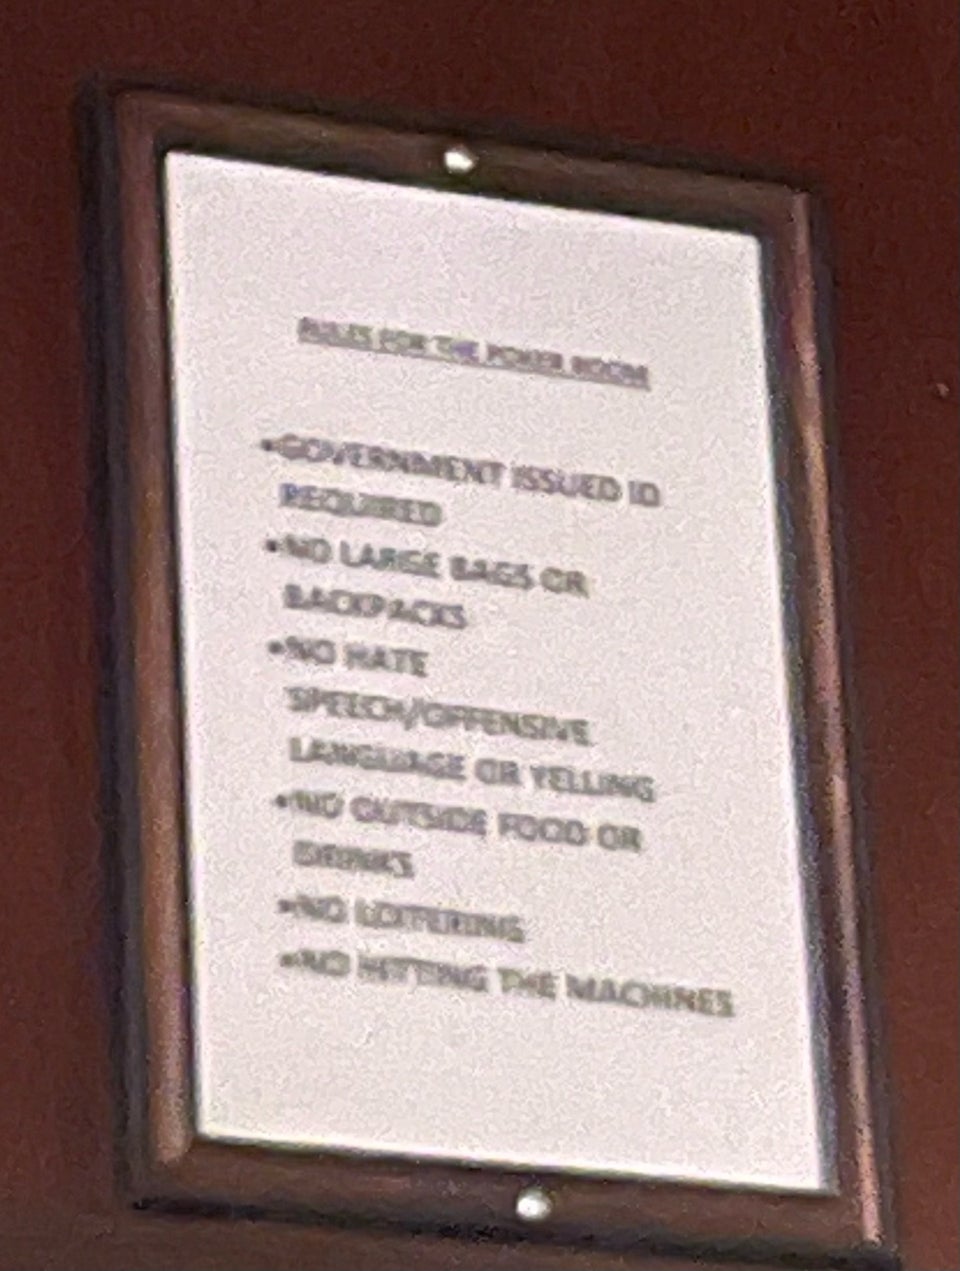 RULES FOR THE POKER ROOM
•GOVERNMENT ISSUED ID
REQUIRED
•NO LARGE BAGS OR
BACKPACKS
•NO HATE
SPEECH/OFFENSIVE
LANGUAGE OR YELLING
•NO OUTSIDE FOOD OR
DRINKS
•NO LOITERING
•NO HITTING THE MACHINES